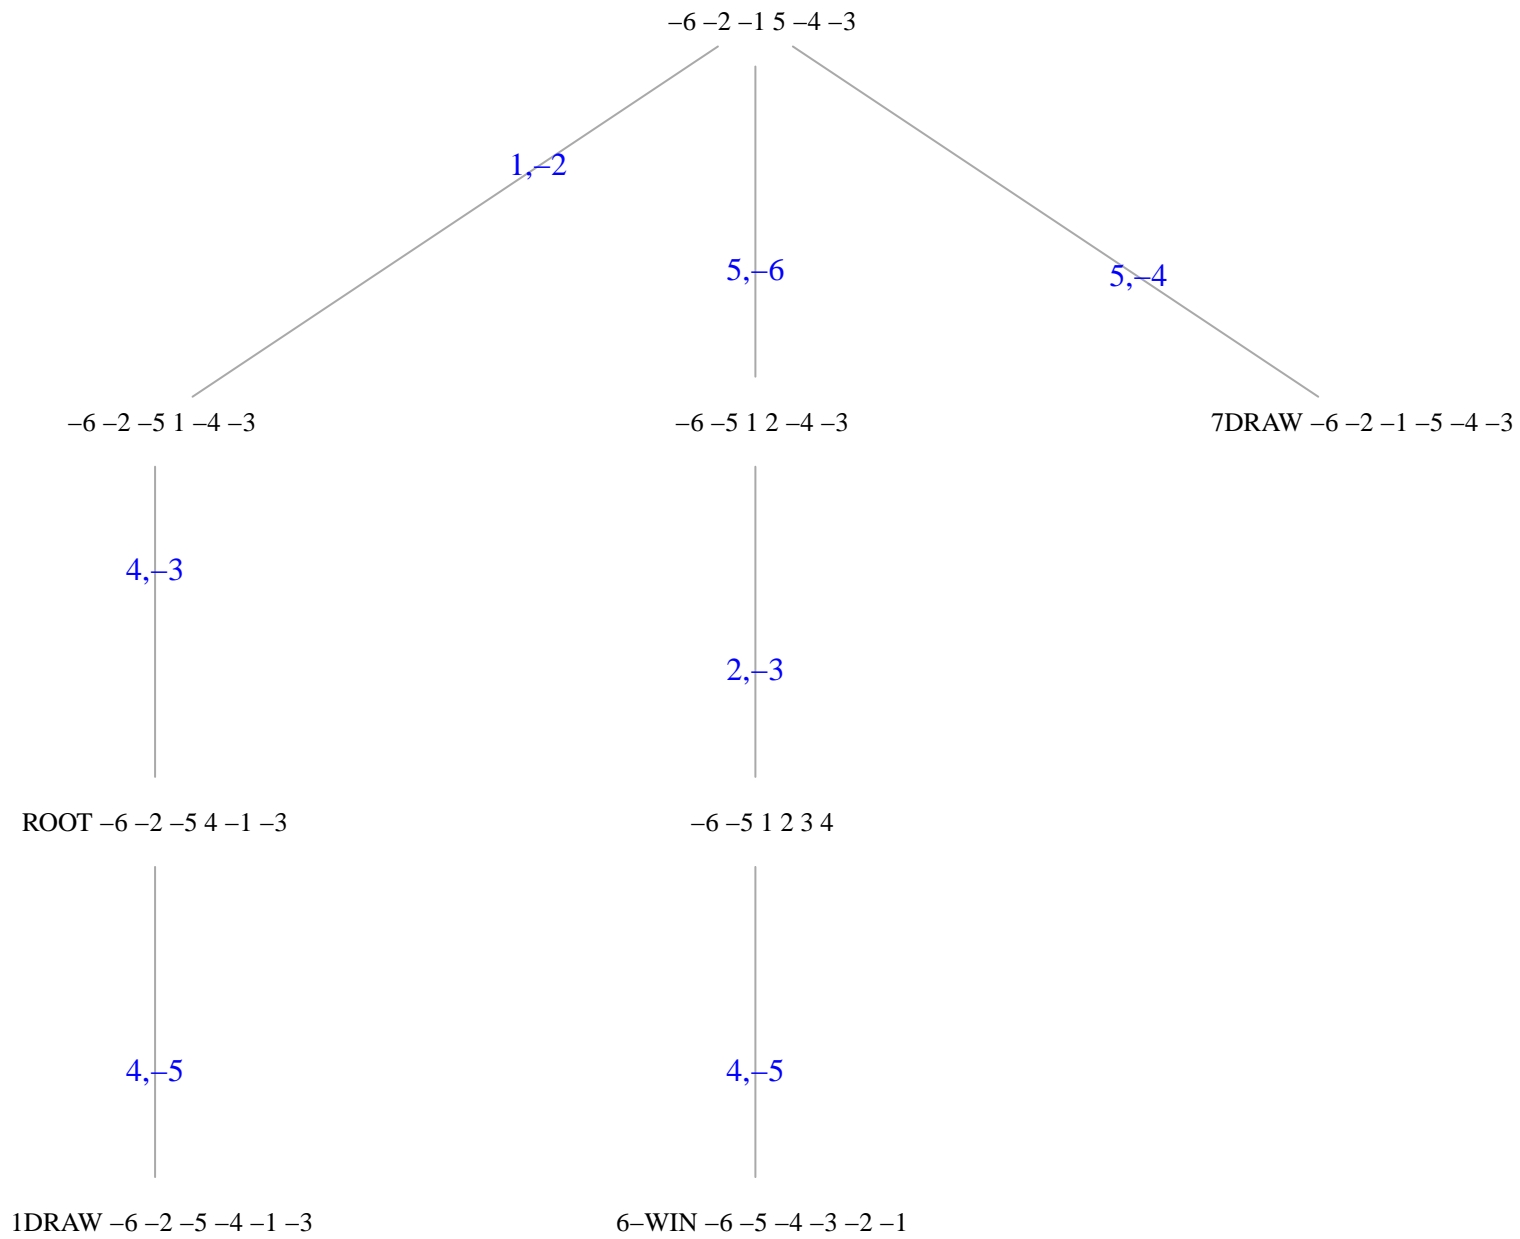 –6 –2 –1 5 –4 –3
1,–2
5,–6
5,–4
–6 –2 –5 1 –4 –3
–6 –5 1 2 –4 –3
7DRAW –6 –2 –1 –5 –4 –3
4,–3
2,–3
ROOT –6 –2 –5 4 –1 –3
–6 –5 1 2 3 4
4,–5
4,–5
1DRAW –6 –2 –5 –4 –1 –3
6–WIN –6 –5 –4 –3 –2 –1